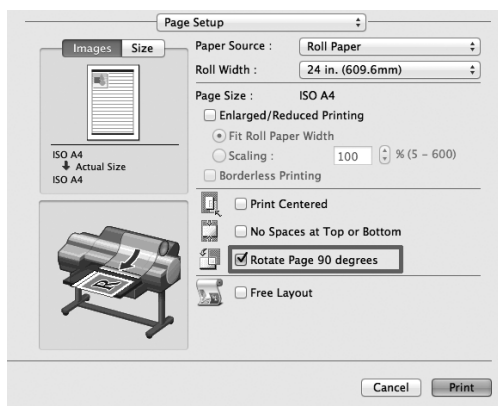 Page Setup
Images Size
Paper Source : Roll Paper
Roll Width : 24 in. (609.6mm)
Page Size : ISO A4
Enlarged/Reduced Printing
Fit Roll Paper Width
Scaling : 100 % (5 - 600)
Borderless Printing
ISO A4
Actual Size
ISO A4
Print Centered
No Spaces at Top or Bottom
Rotate Page 90 degrees
Free Layout
R
Cancel Print